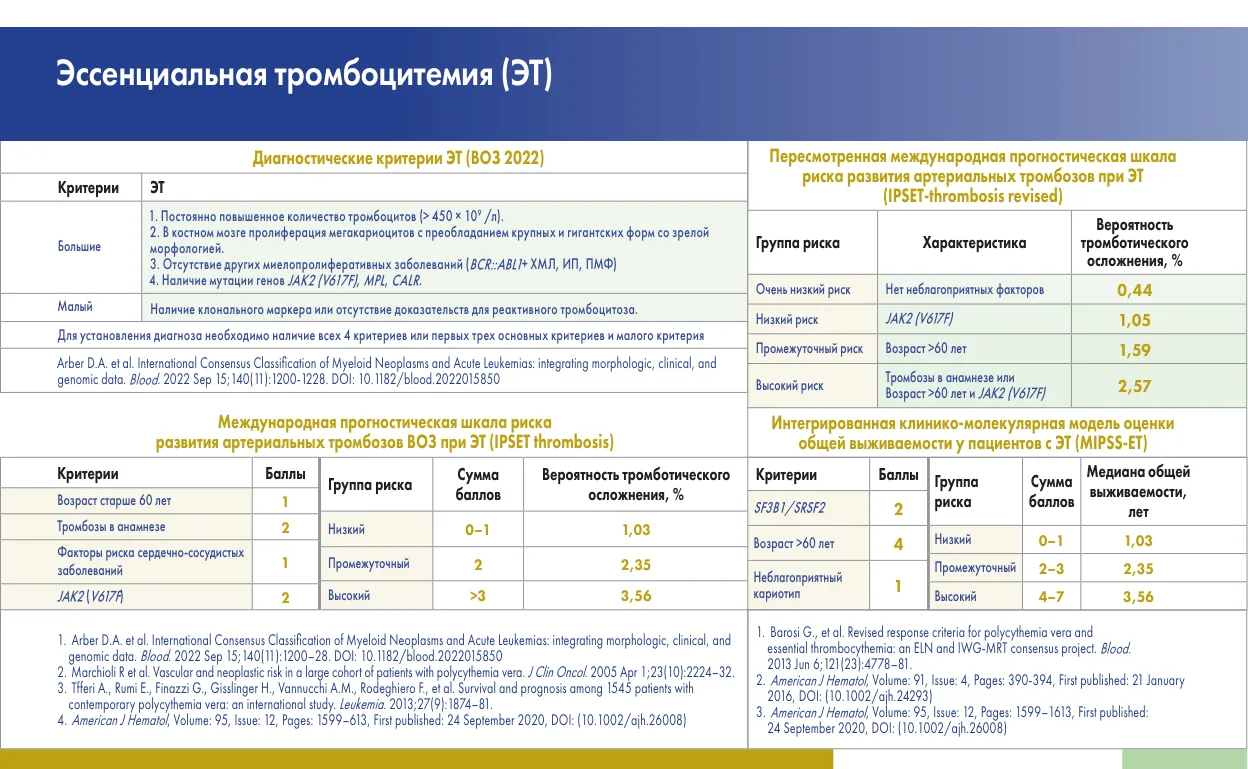 Эссенциальная тромбоцитемия (ЭТ)
Диагностические критерии ЭТ (ВОЗ 2022)
Критерии ЭТ
Большие
1. Постоянно повышенное количество тромбоцитов (> 450 × 10⁹ /л).
2. В костном мозге пролиферация мегакариоцитов с преобладанием крупных и гигантских форм со зрелой
морфологией.
3. Отсутствие других миелопролиферативных заболеваний (BCR::ABL1+ ХМЛ, ИП, ПМФ)
4. Наличие мутации генов JAK2 (V617F), MPL, CALR.
Малый
Наличие клонального маркера или отсутствие доказательств для реактивного тромбоцитоза.
Для установления диагноза необходимо наличие всех 4 критериев или первых трех основных критериев и малого критерия
Arber D.A. et al. International Consensus Classification of Myeloid Neoplasms and Acute Leukemias: integrating morphologic, clinical, and
genomic data. Blood. 2022 Sep 15;140(11):1200-1228. DOI: 10.1182/blood.2022015850
Пересмотренная международная прогностическая шкала
риска развития артериальных тромбозов при ЭТ
(IPSET-thrombosis revised)
Группа риска
Характеристика
Вероятность
тромботического
осложнения, %
Очень низкий риск Нет неблагоприятных факторов 0,44
Низкий риск JAK2 (V617F) 1,05
Промежуточный риск Возраст >60 лет 1,59
Высокий риск
Тромбозы в анамнезе или
Возраст >60 лет и JAK2 (V617F)
2,57
Международная прогностическая шкала риска
развития артериальных тромбозов ВОЗ при ЭТ (IPSET thrombosis)
Критерии Баллы
Возраст старше 60 лет 1
Тромбозы в анамнезе 2
Факторы риска сердечно-сосудистых
заболеваний
1
JAK2 (V617F) 2
Группа риска
Сумма
баллов
Вероятность тромботического
осложнения, %
Низкий 0–1 1,03
Промежуточный 2 2,35
Высокий >3 3,56
Интегрированная клинико-молекулярная модель оценки
общей выживаемости у пациентов с ЭТ (MIPSS-ET)
Критерии Баллы
SF3B1/SRSF2 2
Возраст >60 лет 4
Неблагоприятный
кариотип
1
Группа
риска
Сумма
баллов
Медиана общей
выживаемости,
лет
Низкий 0–1 1,03
Промежуточный 2–3 2,35
Высокий 4–7 3,56
1. Arber D.A. et al. International Consensus Classification of Myeloid Neoplasms and Acute Leukemias: integrating morphologic, clinical, and
genomic data. Blood. 2022 Sep 15;140(11):1200–28. DOI: 10.1182/blood.2022015850
2. Marchioli R et al. Vascular and neoplastic risk in a large cohort of patients with polycythemia vera. J Clin Oncol. 2005 Apr 1;23(10):2224–32.
3. Tfferi A., Rumi E., Finazzi G., Gisslinger H., Vannucchi A.M., Rodeghiero F., et al. Survival and prognosis among 1545 patients with
contemporary polycythemia vera: an international study. Leukemia. 2013;27(9):1874–81.
4. American J Hematol, Volume: 95, Issue: 12, Pages: 1599–613, First published: 24 September 2020, DOI: (10.1002/ajh.26008)
1. Barosi G., et al. Revised response criteria for polycythemia vera and
essential thrombocythemia: an ELN and IWG-MRT consensus project. Blood.
2013 Jun 6;121(23):4778–81.
2. American J Hematol, Volume: 91, Issue: 4, Pages: 390-394, First published: 21 January
2016, DOI: (10.1002/ajh.24293)
3. American J Hematol, Volume: 95, Issue: 12, Pages: 1599–1613, First published:
24 September 2020, DOI: (10.1002/ajh.26008)